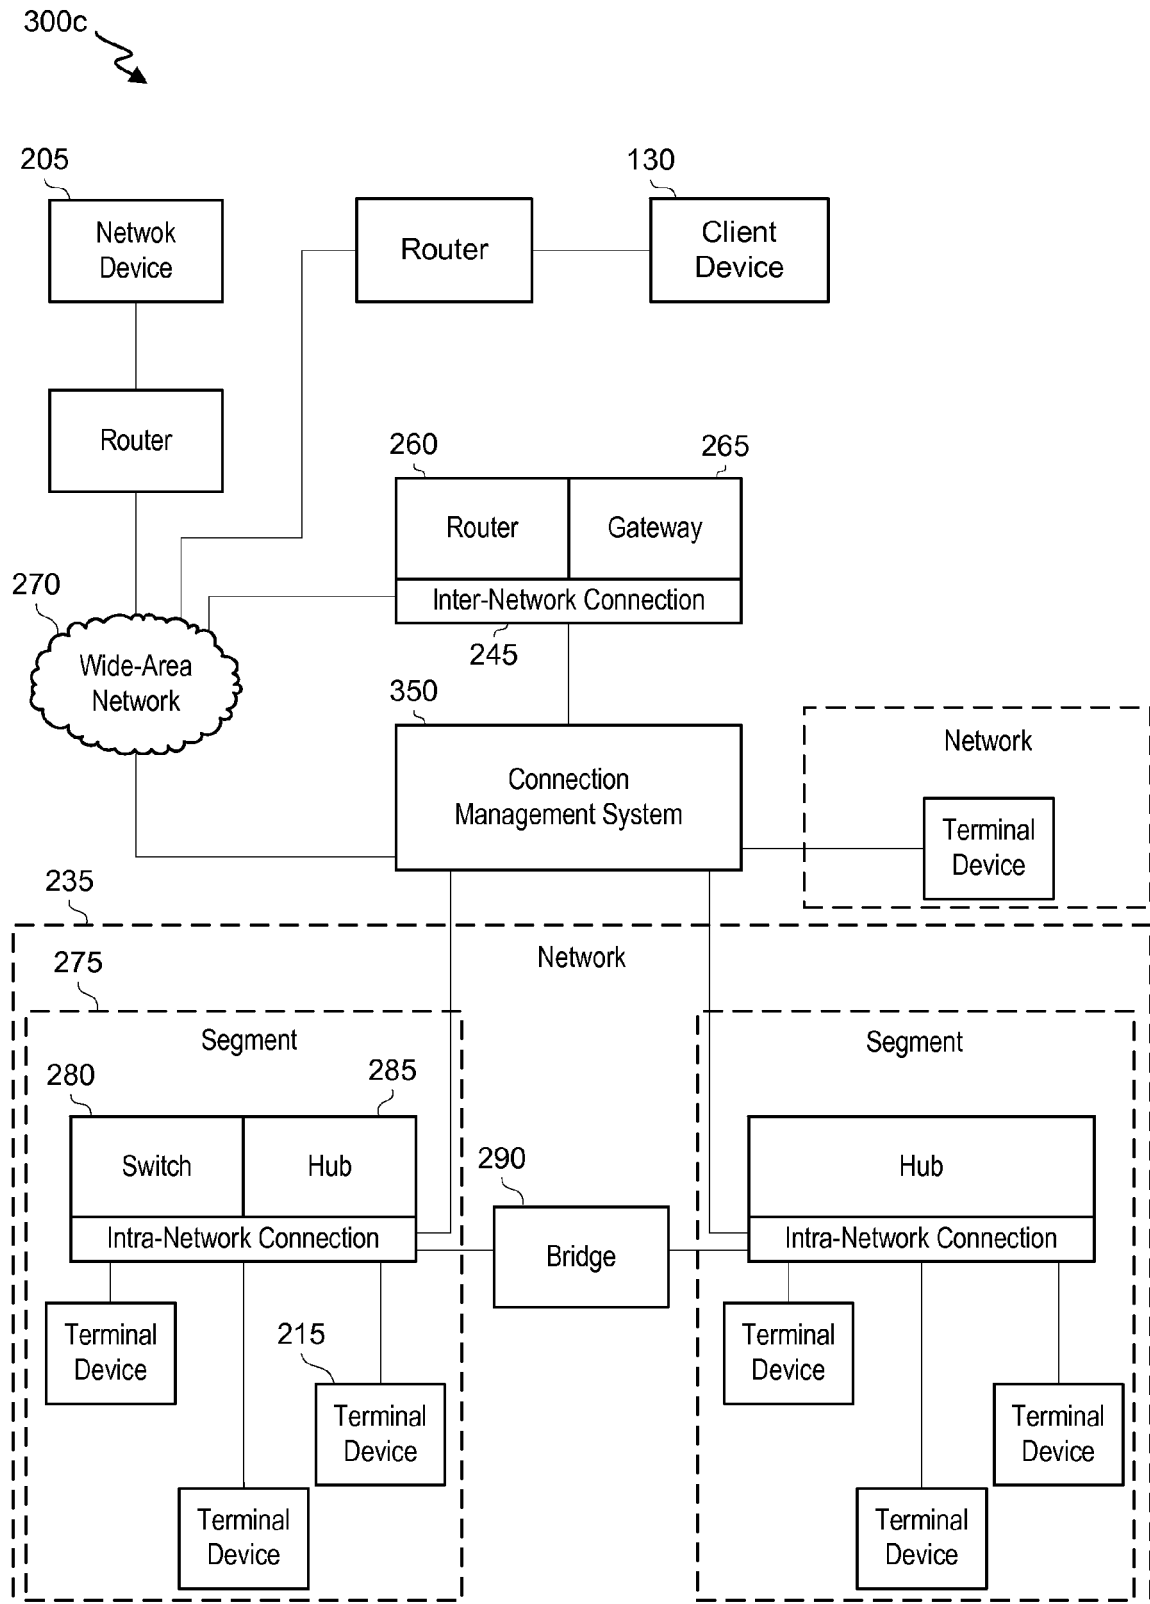 300c
205
130
Netwok
Device
Router
Client
Device
Router
260
265
Router
Gateway
Inter-Network Connection
245
270
Wide-Area
Network
350
Connection
Management System
Network
Terminal
Device
235
Network
275
Segment
Segment
280
285
Switch
Hub
Intra-Network Connection
290
Bridge
Hub
Intra-Network Connection
Terminal
Device
215
Terminal
Device
Terminal
Device
Terminal
Device
Terminal
Device
Terminal
Device